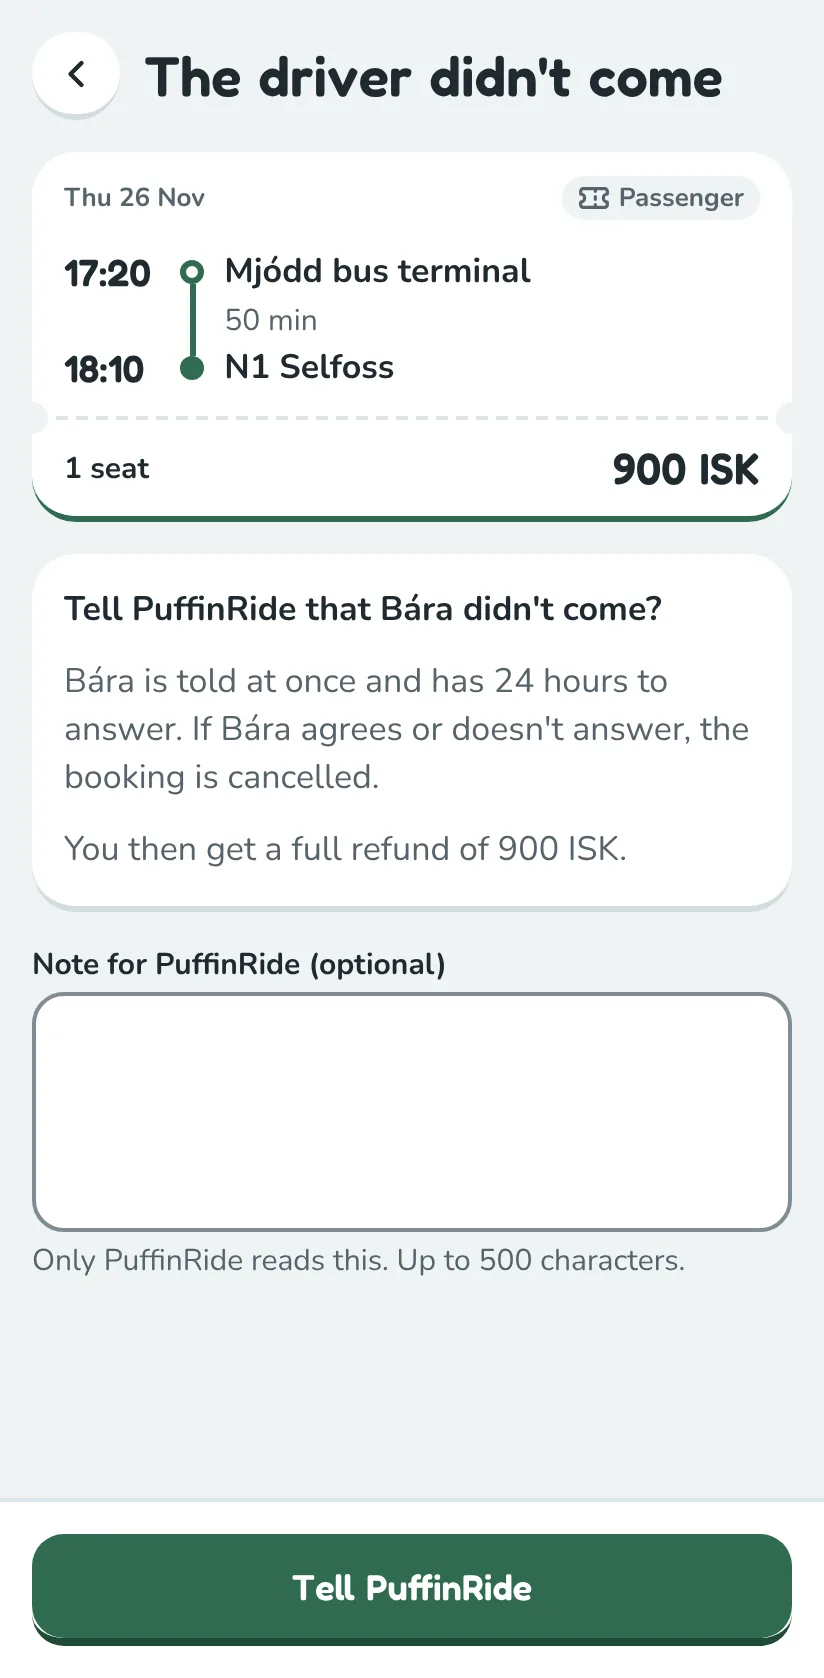 The driver didn't come
Thu 26 Nov
Passenger
17:20 Mjódd bus terminal
50 min
18:10 N1 Selfoss
1 seat 900 ISK
Tell PuffinRide that Bára didn't come?
Bára is told at once and has 24 hours to
answer. If Bára agrees or doesn't answer, the
booking is cancelled.
You then get a full refund of 900 ISK.
Note for PuffinRide (optional)
Only PuffinRide reads this. Up to 500 characters.
Tell PuffinRide